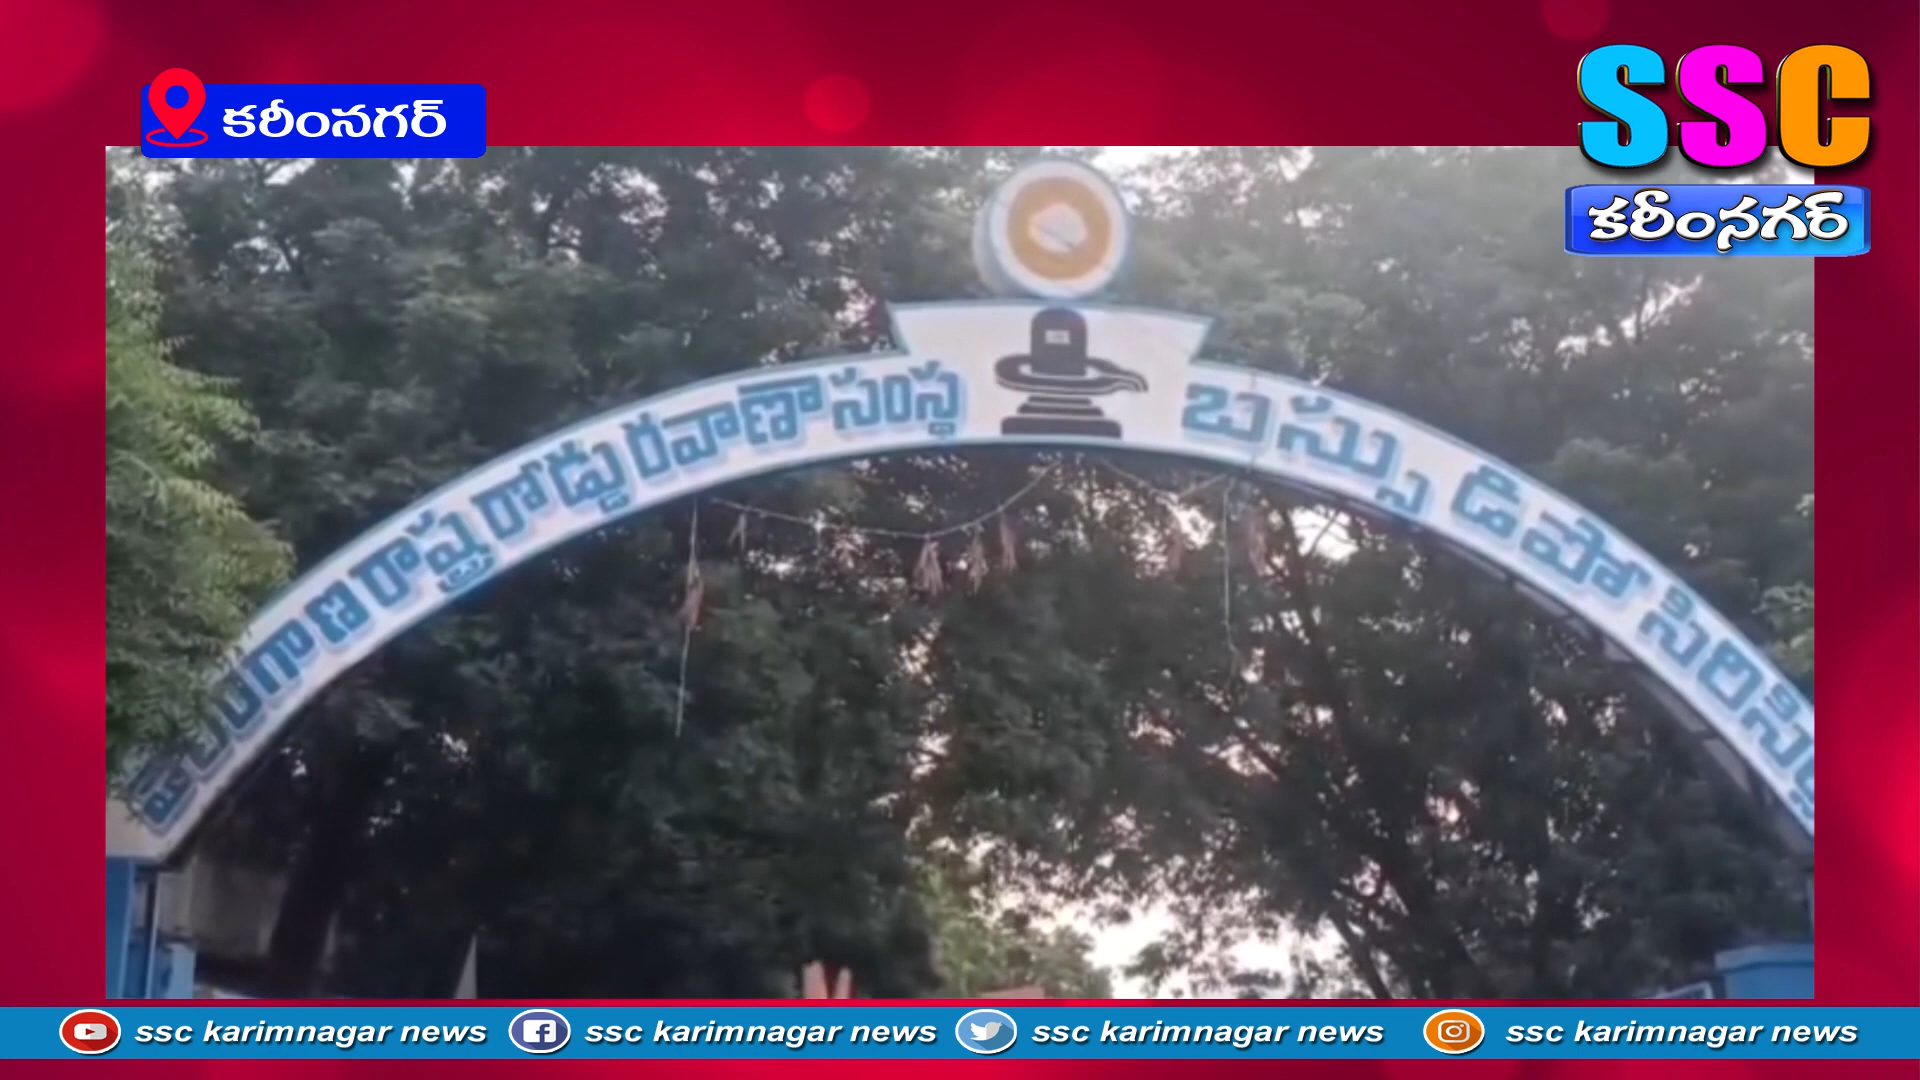 కరీంనగర్
SSC
కరీంనగర్
తెలంగాణ రాష్ట్ర రోడ్డు రవాణా సంస్థ బస్సు డిపో సిరిసిల్ల
ssc karimnagar news ssc karimnagar news ssc karimnagar news ssc karimnagar news